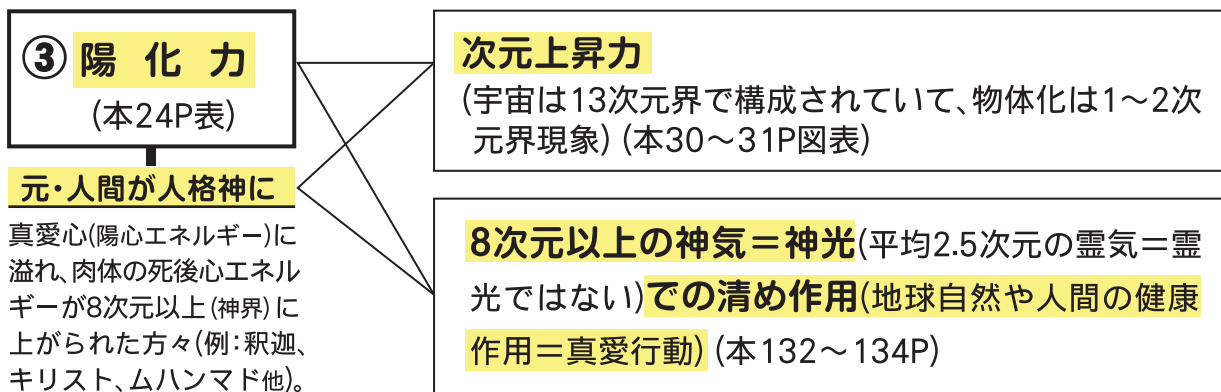 ③ 陽 化 力
(本24P表)
元・人間が人格神に
真愛心(陽心エネルギー)に
溢れ、肉体の死後心エネル
ギーが8次元以上(神界)に
上がられた方々(例：釈迦、
キリスト、ムハンマド他)。
次元上昇力
(宇宙は13次元界で構成されていて、物体化は1～2次
元界現象) (本30～31P図表)
8次元以上の神気＝神光(平均2.5次元の霊気＝霊
光ではない)での清め作用(地球自然や人間の健康
作用＝真愛行動) (本132～134P)